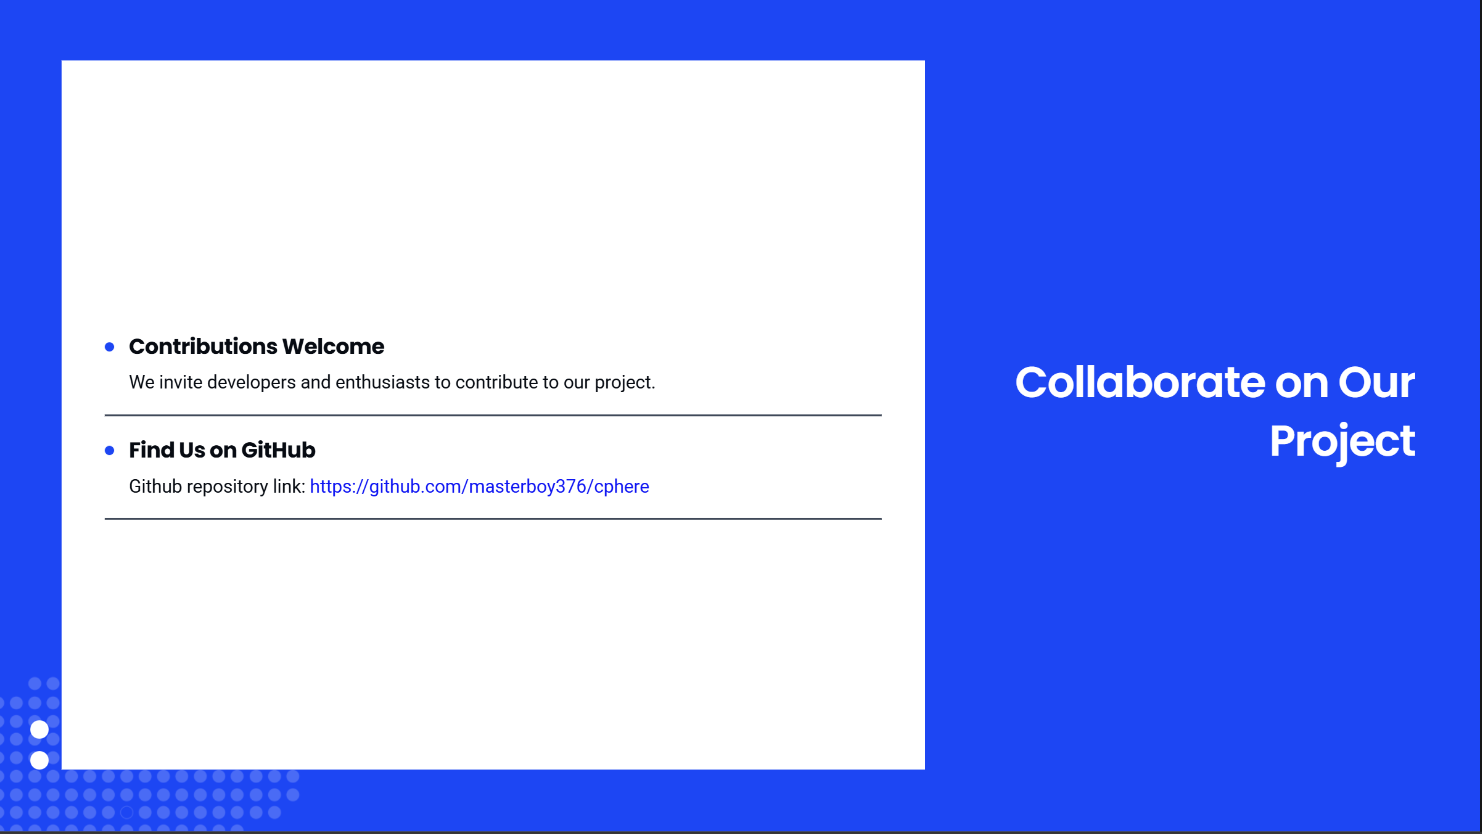 Contributions Welcome
We invite developers and enthusiasts to contribute to our project.
Find Us on GitHub
Github repository link: https://github.com/masterboy376/cphere
Collaborate on Our
Project